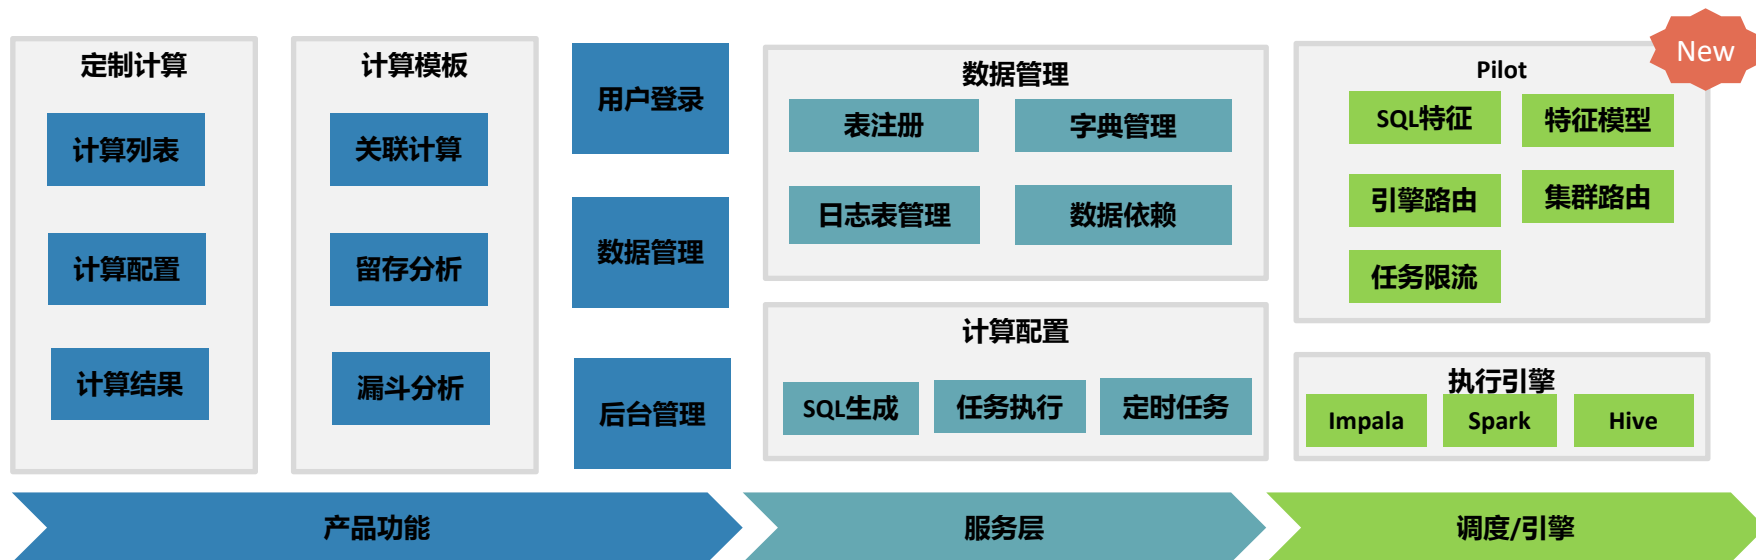 定制计算
计算列表
计算配置
计算结果
计算模板
关联计算
留存分析
漏斗分析
用户登录
数据管理
后台管理
数据管理
表注册
字典管理
日志表管理
数据依赖
计算配置
SQL生成
任务执行
定时任务
New
Pilot
SQL特征
特征模型
引擎路由
集群路由
任务限流
执行引擎
Impala
Spark
Hive
产品功能
服务层
调度/引擎